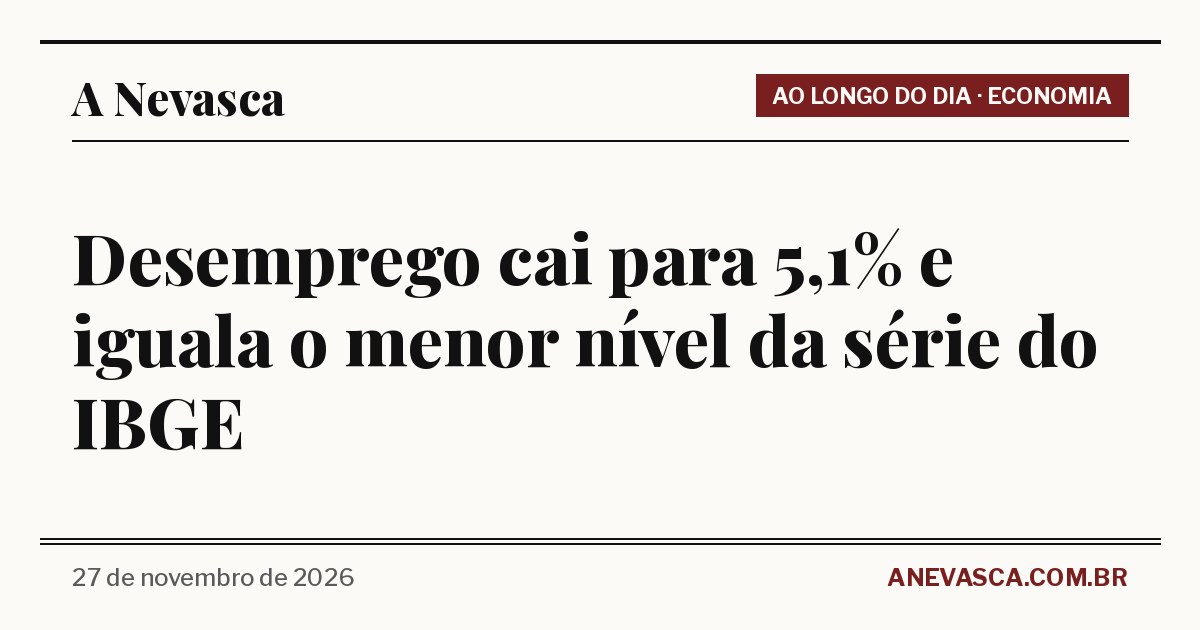 A Nevasca
AO LONGO DO DIA · ECONOMIA
Desemprego cai para 5,1% e
iguala o menor nível da série do
IBGE
27 de novembro de 2026
ANEVASCA.COM.BR